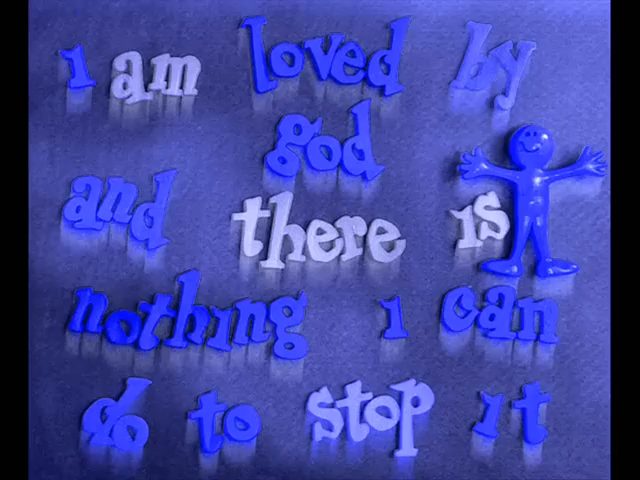 i am loved by
god
and there is
nothing i can
do to stop it